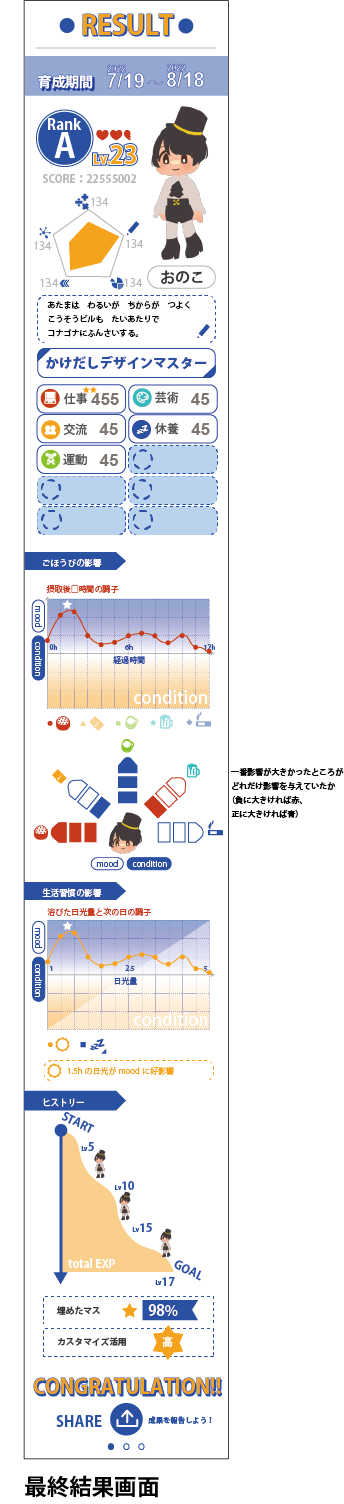 RESULT
育成期間 2022 7/19 〜 2022 8/18
Rank
A
Lv.23
SCORE：22555002
134
134
134
134
134
おのこ
あたまは　わるいが　ちからが　つよく
こうそうビルも　たいあたりで
コナゴナにふんさいする。
かけだしデザインマスター
仕事 455
芸術 45
交流 45
休養 45
運動 45
ごほうびの影響
摂取後□時間の調子
mood
condition
0h 6h 12h
経過時間
condition
一番影響が大きかったところが
どれだけ影響を与えていたか
（負に大きければ赤、
正に大きければ青）
mood condition
生活習慣の影響
浴びた日光量と次の日の調子
mood
condition
1 2.5 5
日光量
condition
1.5h の日光が mood に好影響
ヒストリー
START
Lv5
Lv10
Lv15
total EXP
GOAL
Lv17
埋めたマス 98%
カスタマイズ活用 高
CONGRATULATION!!
SHARE 成果を報告しよう！
最終結果画面